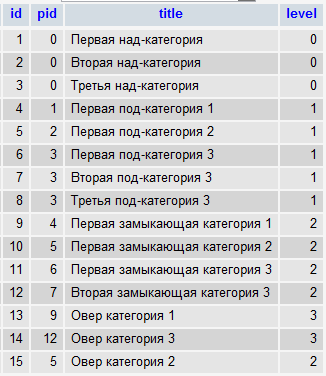 id pid title level
1 0 Первая над-категория 0
2 0 Вторая над-категория 0
3 0 Третья над-категория 0
4 1 Первая под-категория 1 1
5 2 Первая под-категория 2 1
6 3 Первая под-категория 3 1
7 3 Вторая под-категория 3 1
8 3 Третья под-категория 3 1
9 4 Первая замыкающая категория 1 2
10 5 Первая замыкающая категория 2 2
11 6 Первая замыкающая категория 3 2
12 7 Вторая замыкающая категория 3 2
13 9 Овер категория 1 3
14 12 Овер категория 3 3
15 5 Овер категория 2 2